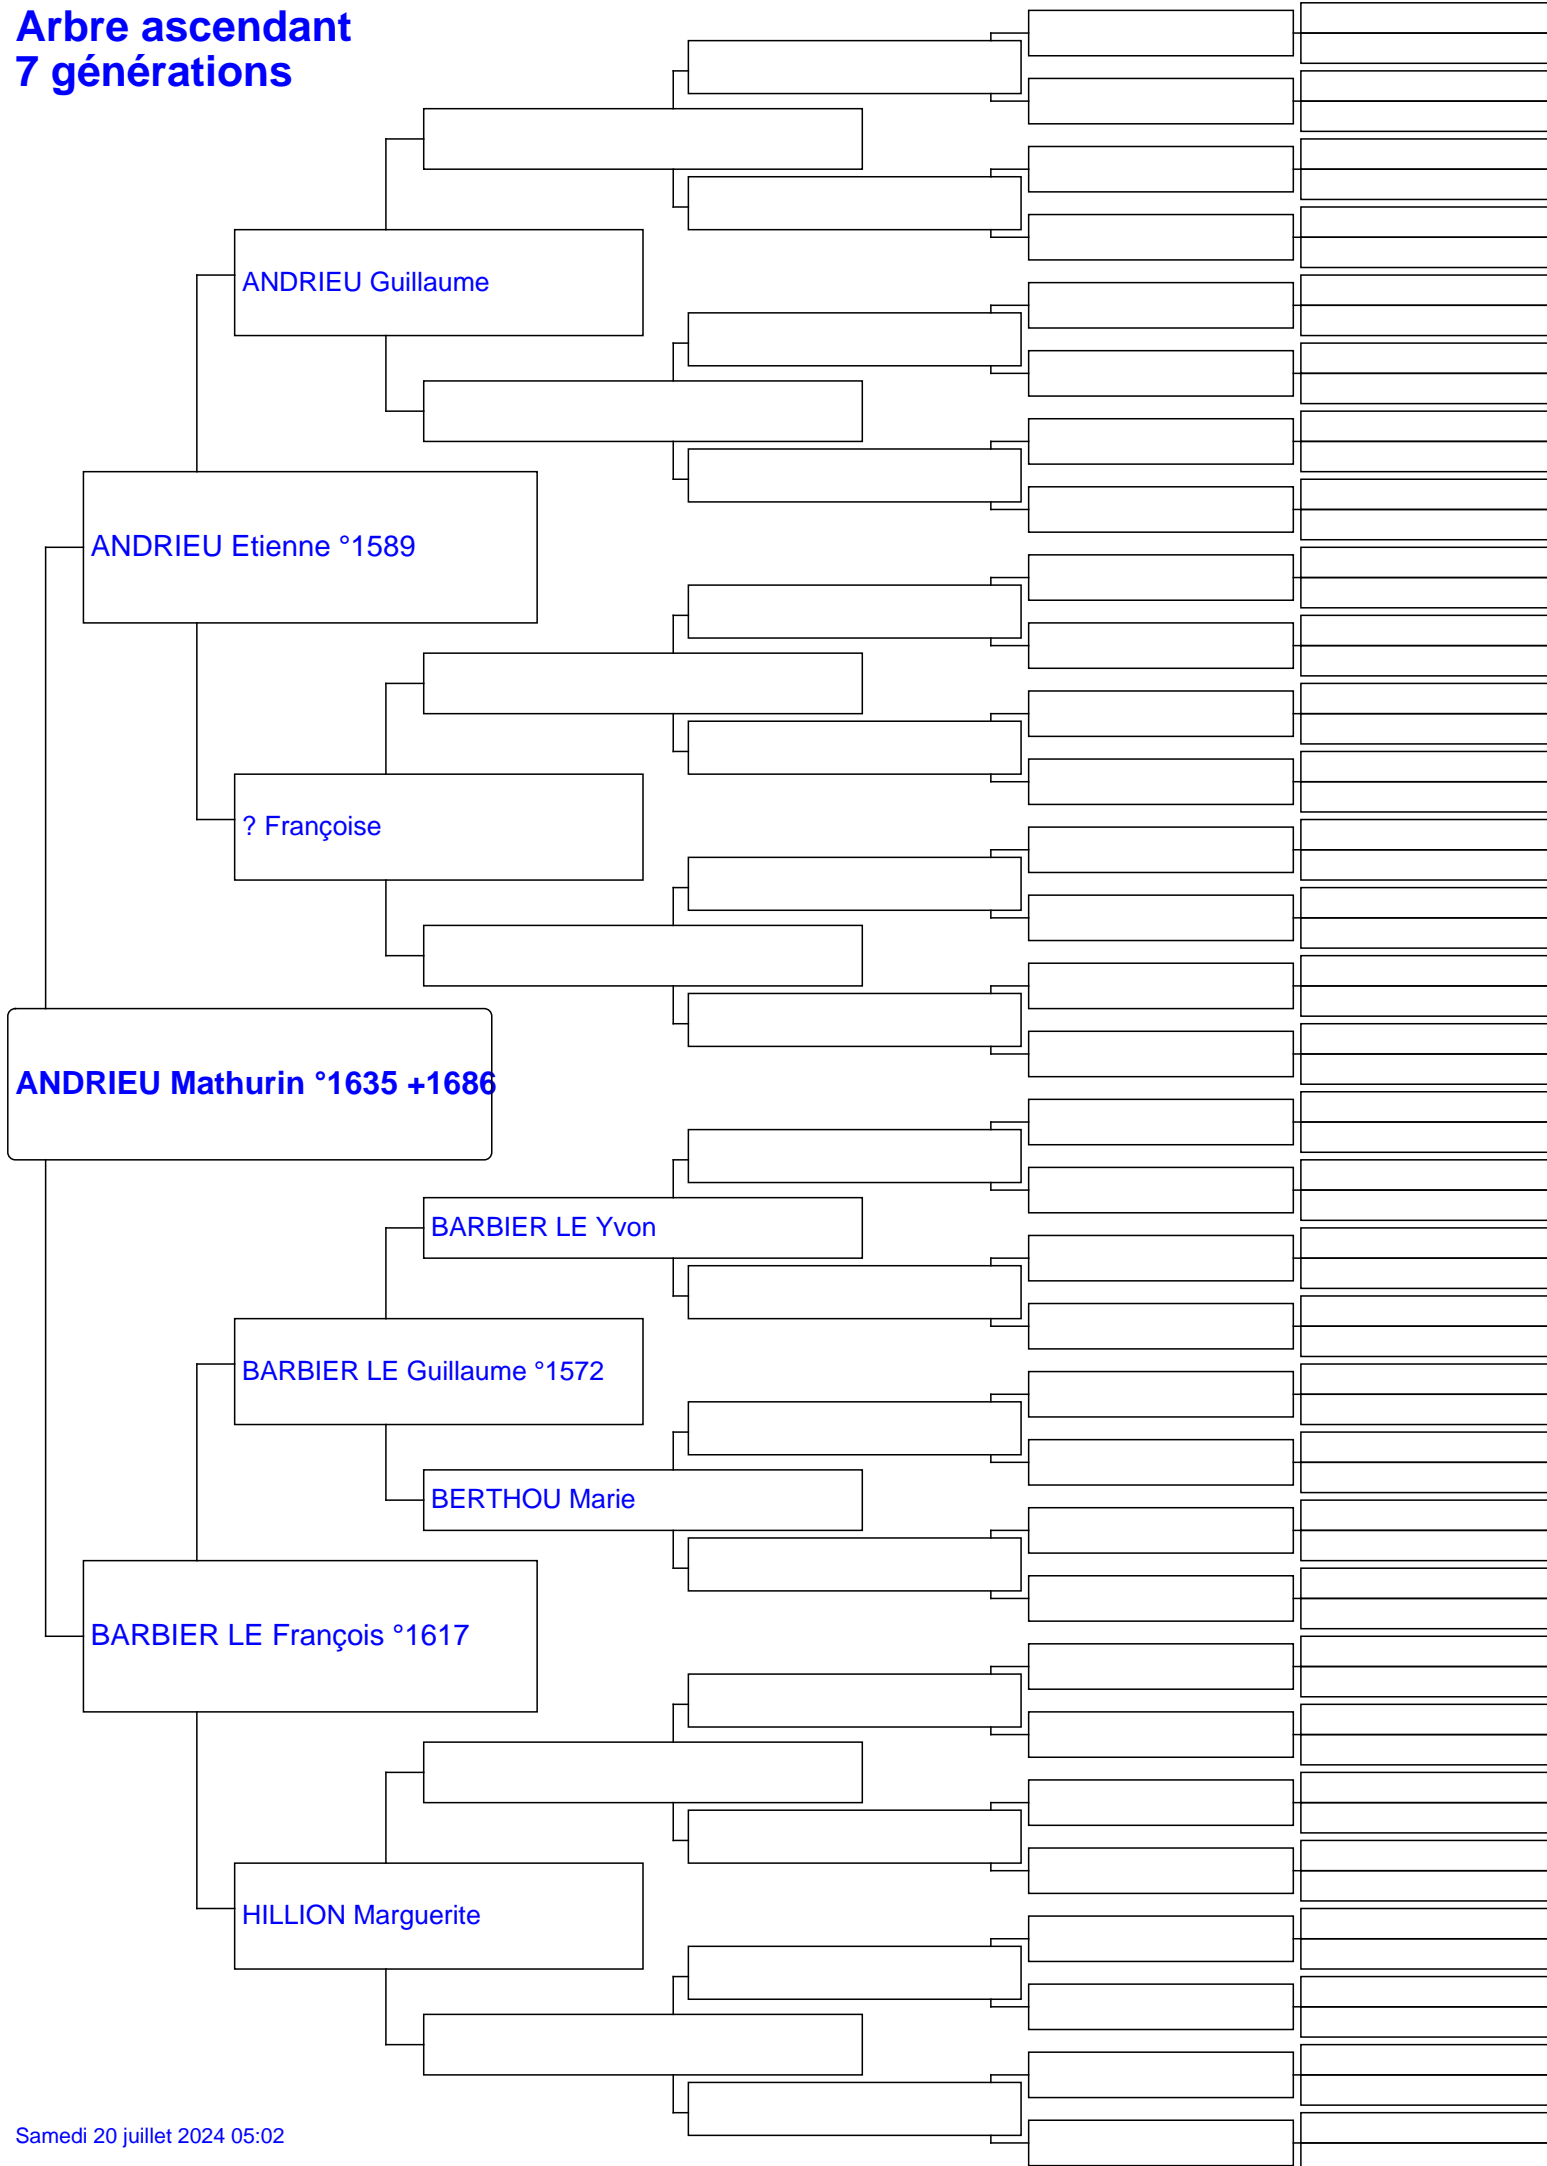 Arbre ascendant
7 générations
ANDRIEU Guillaume
ANDRIEU Etienne °1589
? Françoise
ANDRIEU Mathurin °1635 +1686
BARBIER LE Yvon
BARBIER LE Guillaume °1572
BERTHOU Marie
BARBIER LE François °1617
HILLION Marguerite
Samedi 20 juillet 2024 05:02